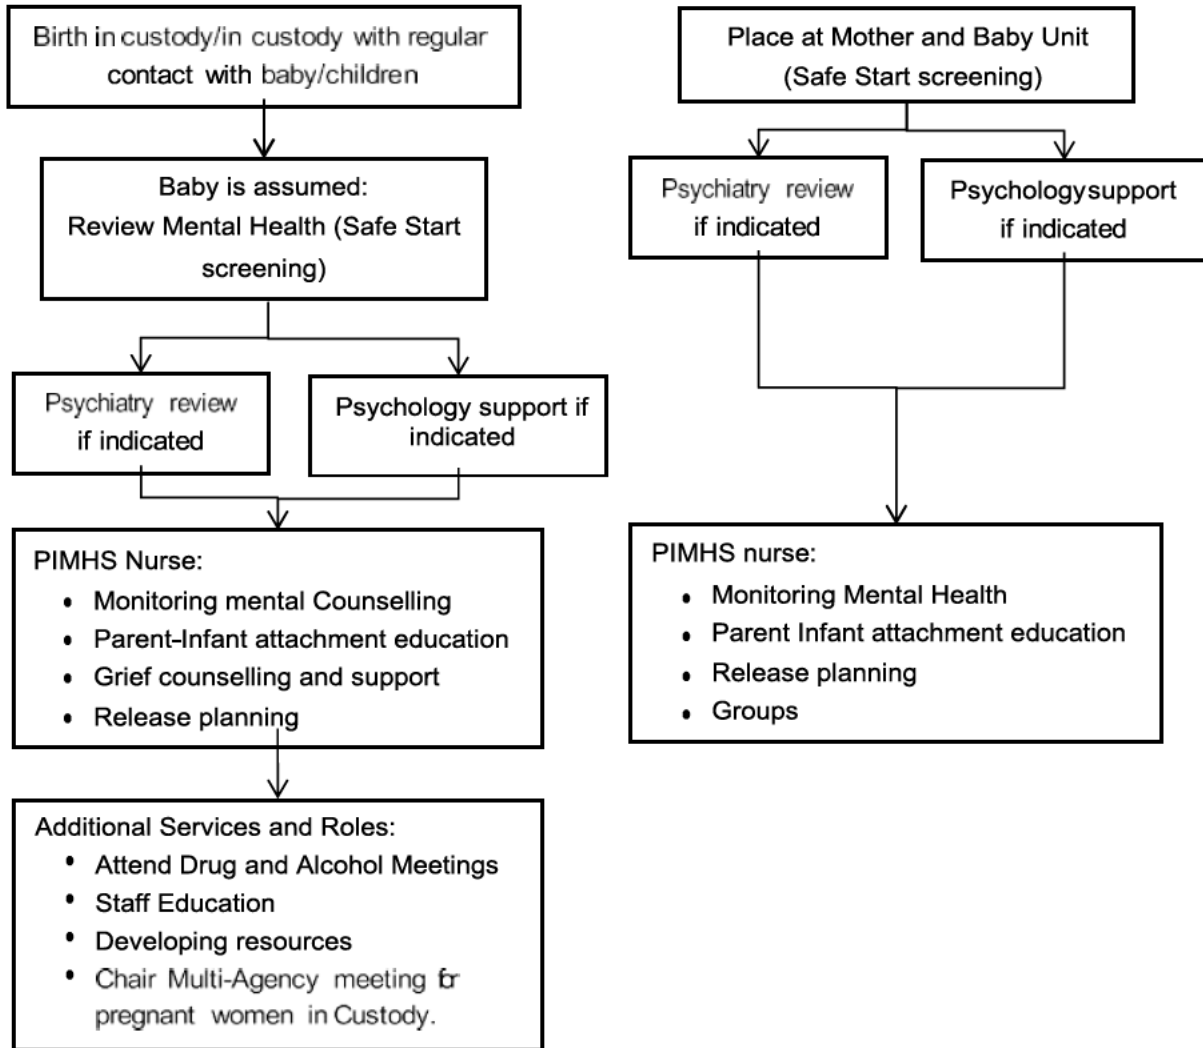 Birth in custody/in custody with regular
contact with baby/children
Baby is assumed:
Review Mental Health (Safe Start
screening)
Psychiatry review
if indicated
Psychology support if
indicated
PIMHS Nurse:
• Monitoring mental Counselling
• Parent-Infant attachment education
• Grief counselling and support
• Release planning
Additional Services and Roles:
• Attend Drug and Alcohol Meetings
• Staff Education
• Developing resources
• Chair Multi-Agency meeting for
pregnant women in Custody.
Place at Mother and Baby Unit
(Safe Start screening)
Psychiatry review
if indicated
Psychology support
if indicated
PIMHS nurse:
• Monitoring Mental Health
• Parent Infant attachment education
• Release planning
• Groups